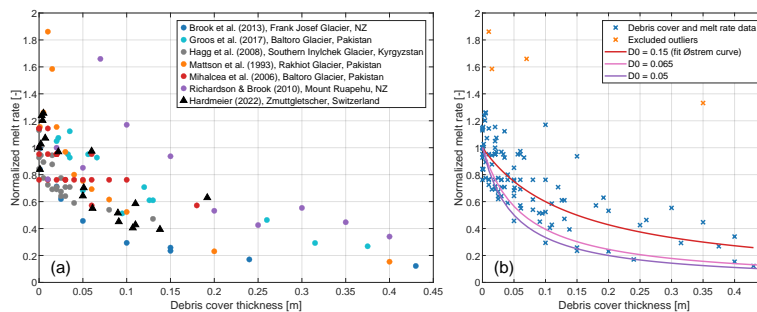 Normalized melt rate [-]
2
1.8
1.6
1.4
1.2
1
0.8
0.6
0.4
0.2
0
Brook et al. (2013), Frank Josef Glacier, NZ
Groos et al. (2017), Baltoro Glacier, Pakistan
Hagg et al. (2008), Southern Inylchek Glacier, Kyrgyzstan
Mattson et al. (1993), Rakhiot Glacier, Pakistan
Mihalcea et al. (2006), Baltoro Glacier, Pakistan
Richardson & Brook (2010), Mount Ruapehu, NZ
Hardmeier (2022), Zmuttgletscher, Switzerland
(a)
0 0.05 0.1 0.15 0.2 0.25 0.3 0.35 0.4 0.45
Debris cover thickness [m]
Normalized melt rate [-]
2
1.8
1.6
1.4
1.2
1
0.8
0.6
0.4
0.2
0
Debris cover and melt rate data
Excluded outliers
D0 = 0.15 (fit Østrem curve)
D0 = 0.065
D0 = 0.05
(b)
0 0.05 0.1 0.15 0.2 0.25 0.3 0.35 0.4
Debris cover thickness [m]